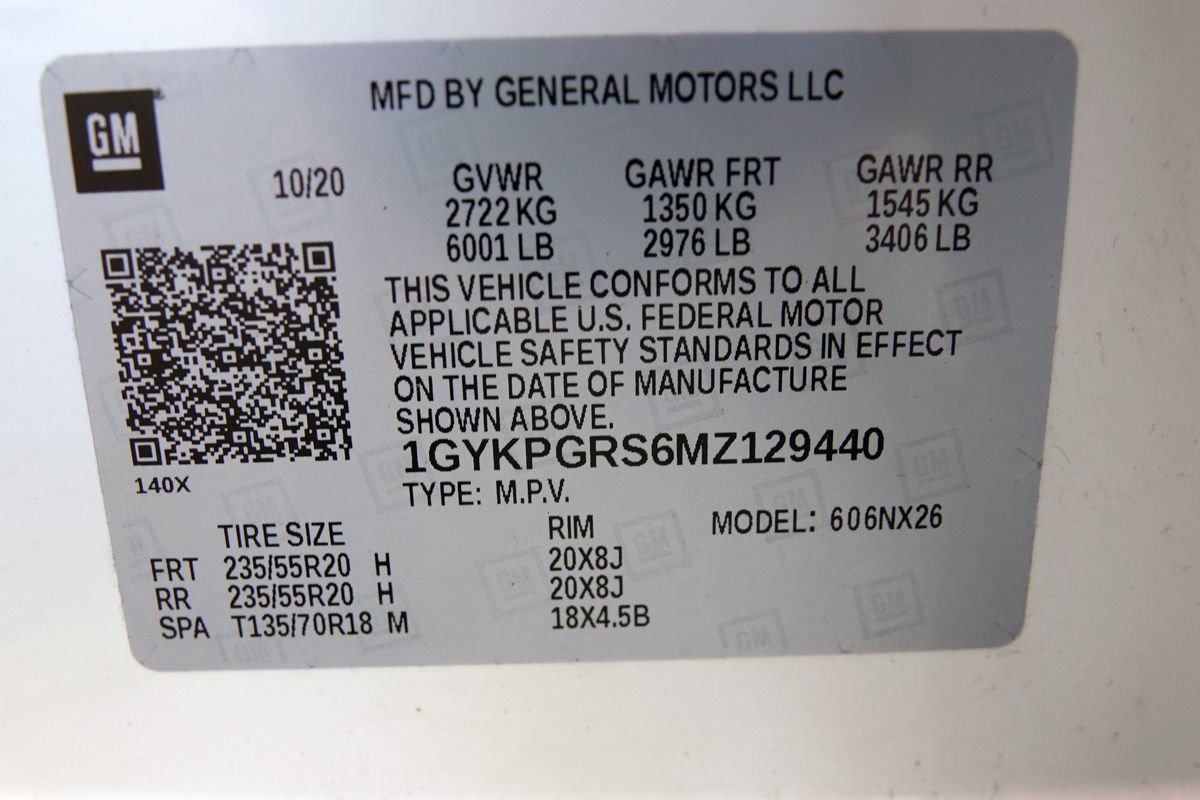 GM
MFD BY GENERAL MOTORS LLC
10/20 GVWR GAWR FRT GAWR RR
2722 KG 1350 KG 1545 KG
6001 LB 2976 LB 3406 LB
THIS VEHICLE CONFORMS TO ALL
APPLICABLE U.S. FEDERAL MOTOR
VEHICLE SAFETY STANDARDS IN EFFECT
ON THE DATE OF MANUFACTURE
SHOWN ABOVE.
1GYKPGRS6MZ129440
140X
TYPE: M.P.V.
TIRE SIZE RIM MODEL: 606NX26
FRT 235/55R20 H 20X8J
RR 235/55R20 H 20X8J
SPA T135/70R18 M 18X4.5B